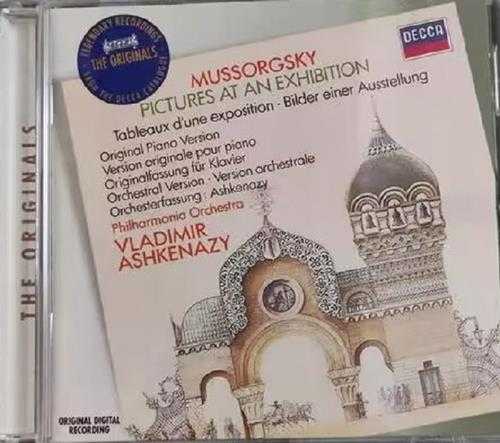 LEGENDARY RECORDINGS
THE ORIGINALS
FROM THE DECCA CATALOGUE
DECCA
MUSSORGSKY
PICTURES AT AN EXHIBITION
Tableaux d'une exposition · Bilder einer Ausstellung
Original Piano Version
Version originale pour piano
Originalfassung für Klavier
Orchestral Version · Version orchestrale
Orchesterfassung · Ashkenazy
Philharmonia Orchestra
VLADIMIR
ASHKENAZY
THE ORIGINALS
ORIGINAL DIGITAL
RECORDING